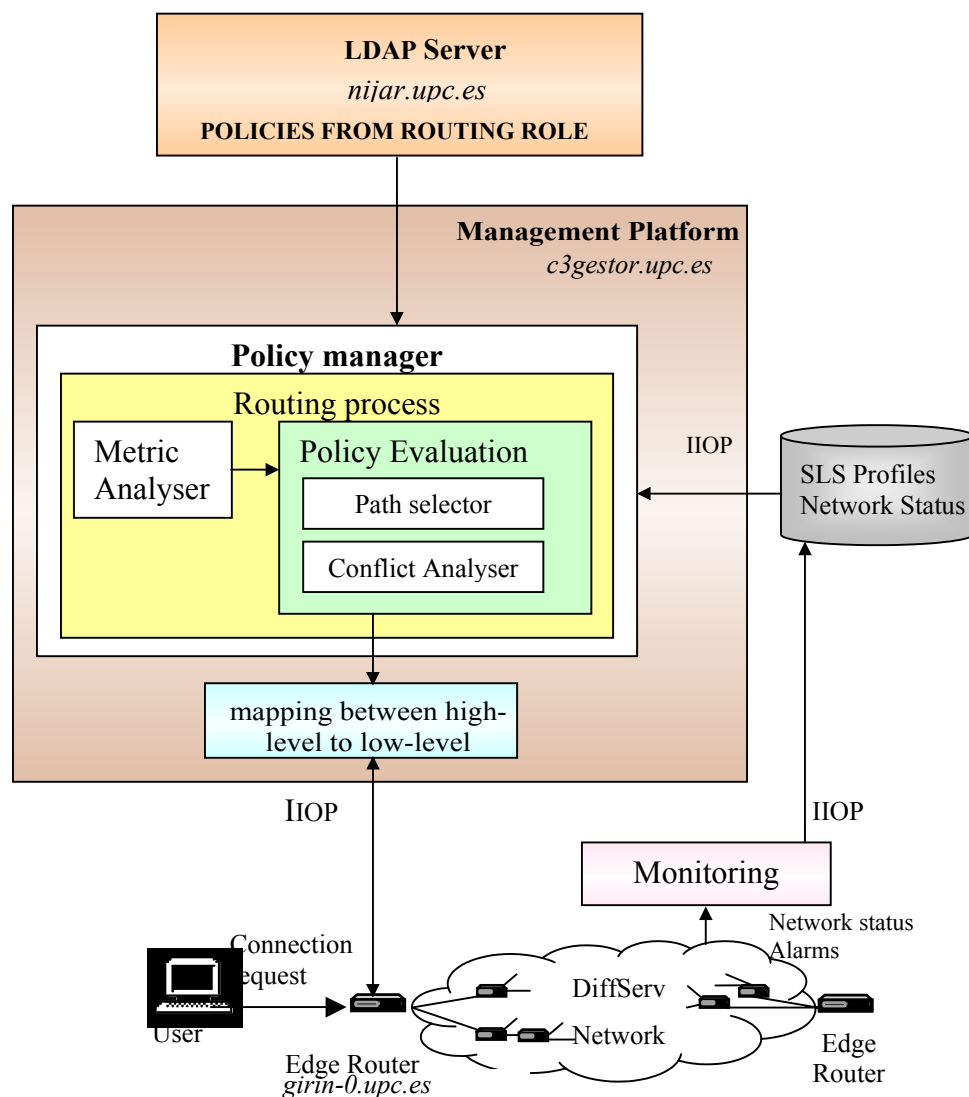 LDAP Server
nijar.upc.es
POLICIES FROM ROUTING ROLE
Management Platform
c3gestor.upc.es
Policy manager
Routing process
Metric
Analyser
Policy Evaluation
Path selector
Conflict Analyser
IIOP
SLS Profiles
Network Status
mapping between high-
level to low-level
IIOP
IIOP
Monitoring
Network status
Alarms
Connection
equest
User
DiffServ
Network
Edge Router
girin-0.upc.es
Edge
Router